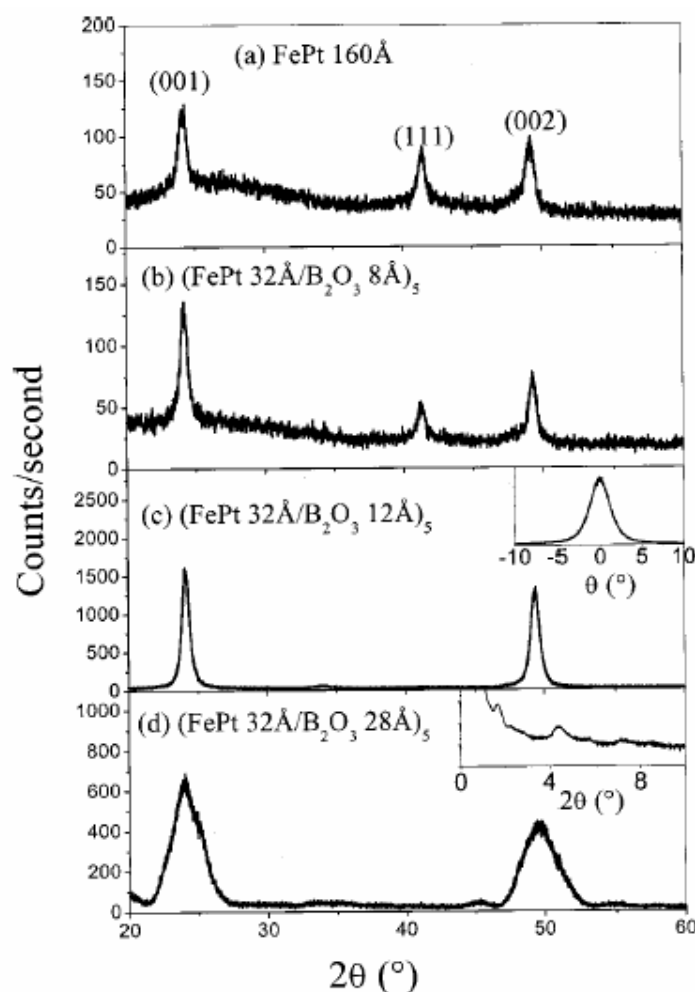 Counts/second
200
150
100
50
0
(a) FePt 160Å
(001)
(111)
(002)
150
100
50
0
(b) (FePt 32Å/B₂O₃ 8Å)₅
2500
2000
1500
1000
500
0
(c) (FePt 32Å/B₂O₃ 12Å)₅
-10 -5 0 5 10
θ (°)
1000
800
600
400
200
0
(d) (FePt 32Å/B₂O₃ 28Å)₅
0 4 8
2θ (°)
20 30 40 50 60
2θ (°)